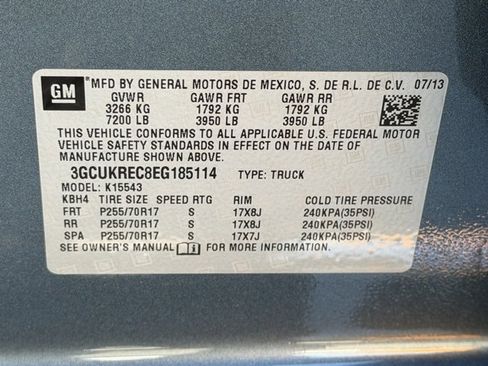 GM
*MFD BY GENERAL MOTORS DE MEXICO, S. DE R.L. DE C.V. 07/13
GVWR GAWR FRT GAWR RR
3266 KG 1792 KG 1792 KG
7200 LB 3950 LB 3950 LB
THIS VEHICLE CONFORMS TO ALL APPLICABLE U.S. FEDERAL MOTOR
VEHICLE SAFETY STANDARDS IN EFFECT ON THE DATE OF
MANUFACTURE SHOWN ABOVE.
3GCUKREC8EG185114 TYPE: TRUCK
MODEL: K15543
KBH4 TIRE SIZE SPEED RTG RIM COLD TIRE PRESSURE
FRT P255/70R17 S 17X8J 240KPA(35PSI)
RR P255/70R17 S 17X8J 240KPA(35PSI)
SPA P255/70R17 S 17X7J 240KPA(35PSI)
SEE OWNER'S MANUAL FOR MORE INFORMATION.